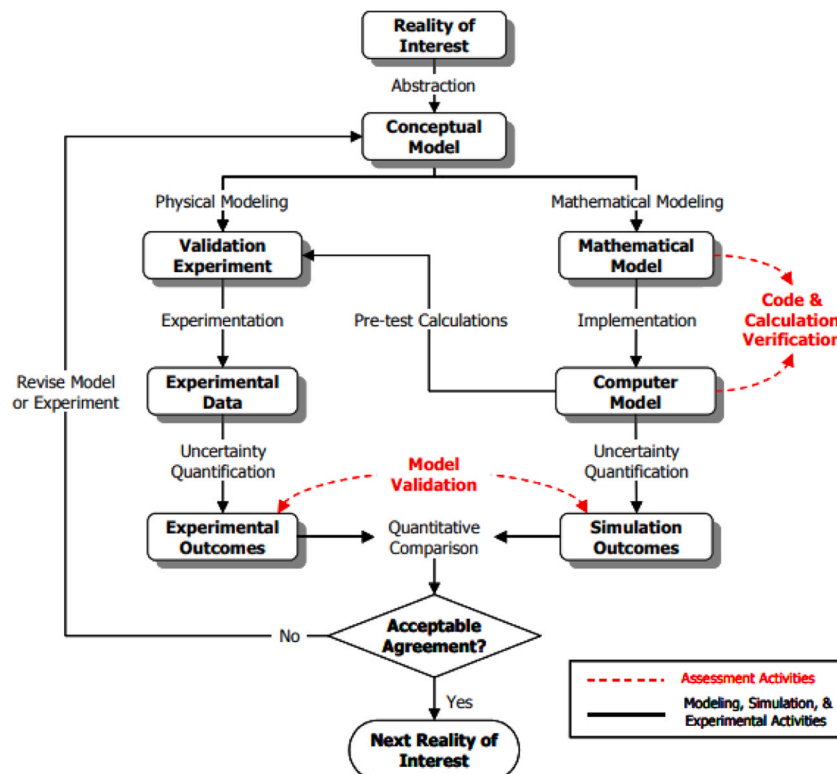 Reality of
Interest
Abstraction
Conceptual
Model
Physical Modeling
Mathematical Modeling
Validation
Experiment
Mathematical
Model
Code &
Calculation
Verification
Experimentation
Pre-test Calculations
Implementation
Revise Model
or Experiment
Experimental
Data
Computer
Model
Uncertainty
Quantification
Model
Validation
Uncertainty
Quantification
Experimental
Outcomes
Quantitative
Comparison
Simulation
Outcomes
No
Acceptable
Agreement?
Yes
Next Reality of
Interest
Assessment Activities
Modeling, Simulation, &
Experimental Activities